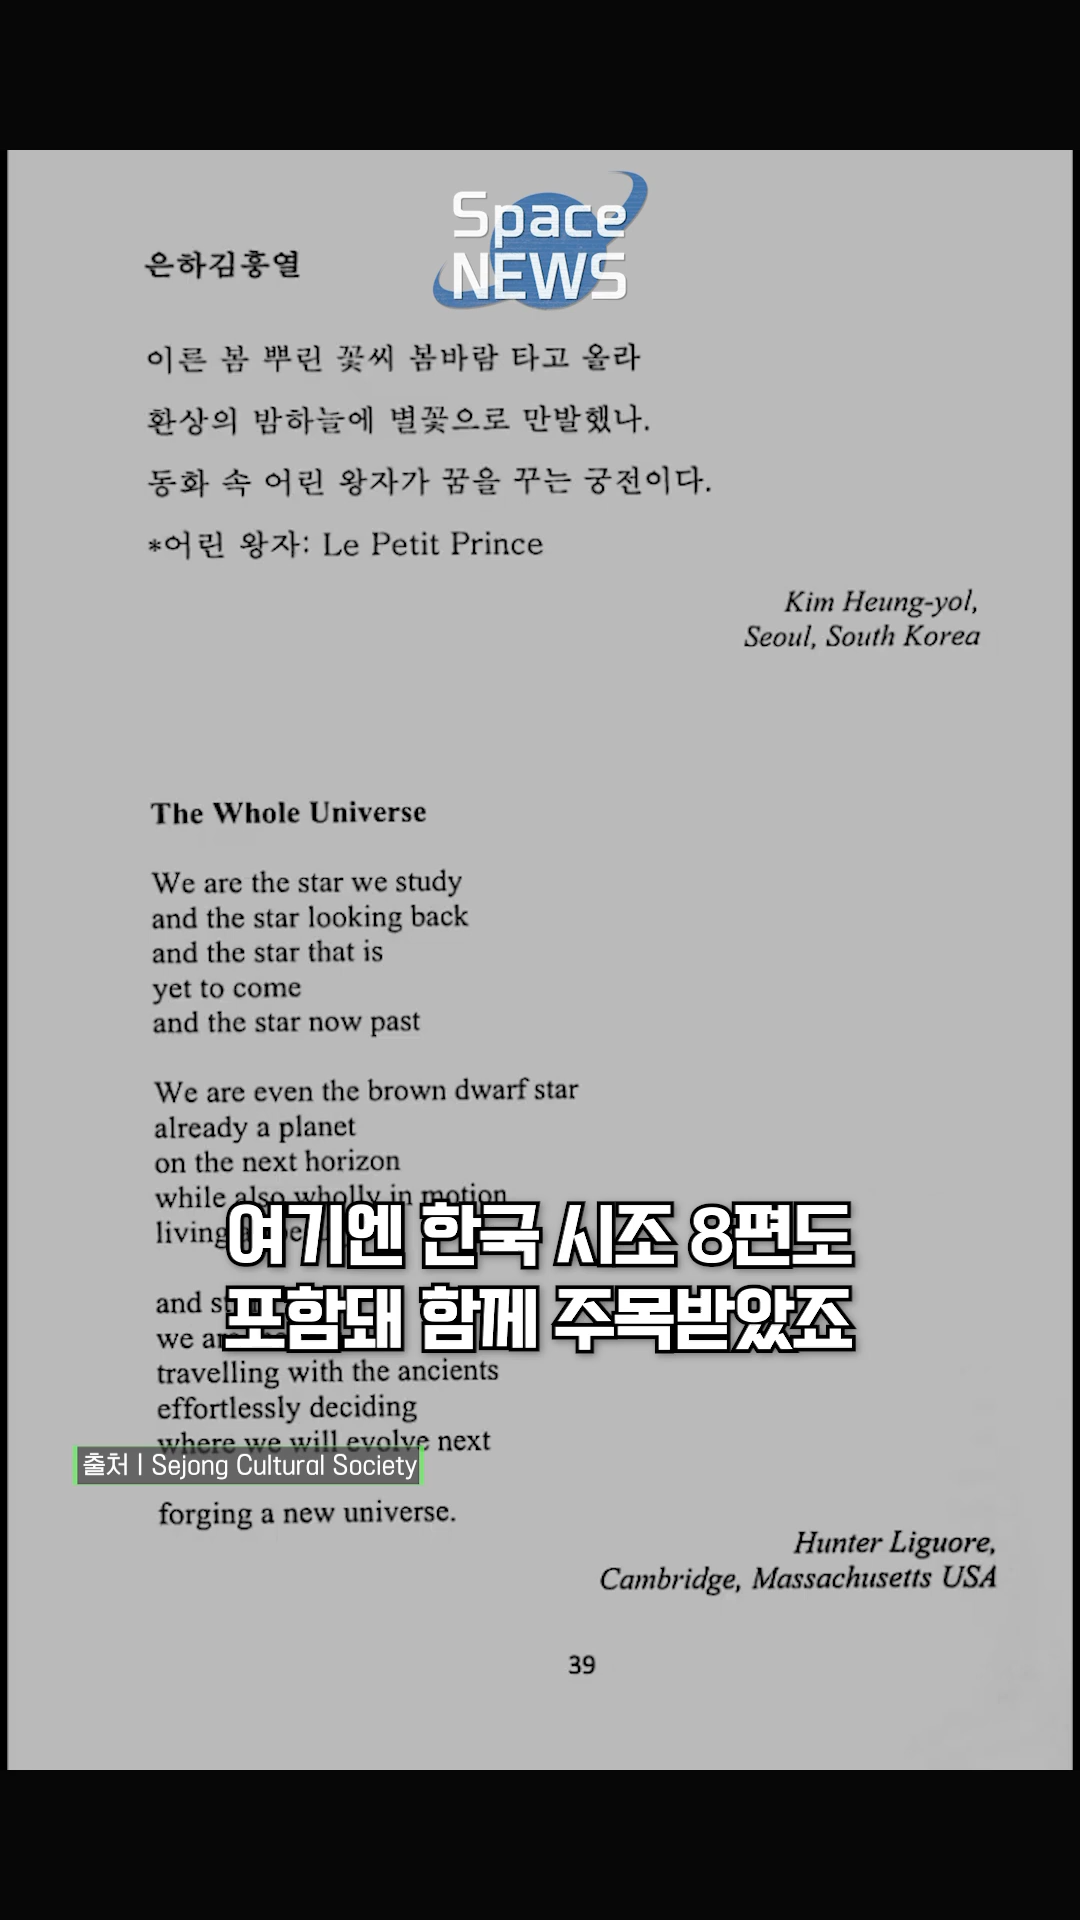 Space
NEWS
은하김흥열
이른 봄 뿌린 꽃씨 봄바람 타고 올라
환상의 밤하늘에 별꽃으로 만발했나.
동화 속 어린 왕자가 꿈을 꾸는 궁전이다.
*어린 왕자: Le Petit Prince
Kim Heung-yol,
Seoul, South Korea
The Whole Universe
We are the star we study
and the star looking back
and the star that is
yet to come
and the star now past
We are even the brown dwarf star
already a planet
on the next horizon
while also wholly in motion
living
여기엔 한국 시조 8편도
and
포함돼 함께 주목받았죠
we
travelling with the ancients
effortlessly deciding
where we will evolve next
출처 | Sejong Cultural Society
forging a new universe.
Hunter Liguore,
Cambridge, Massachusetts USA
39